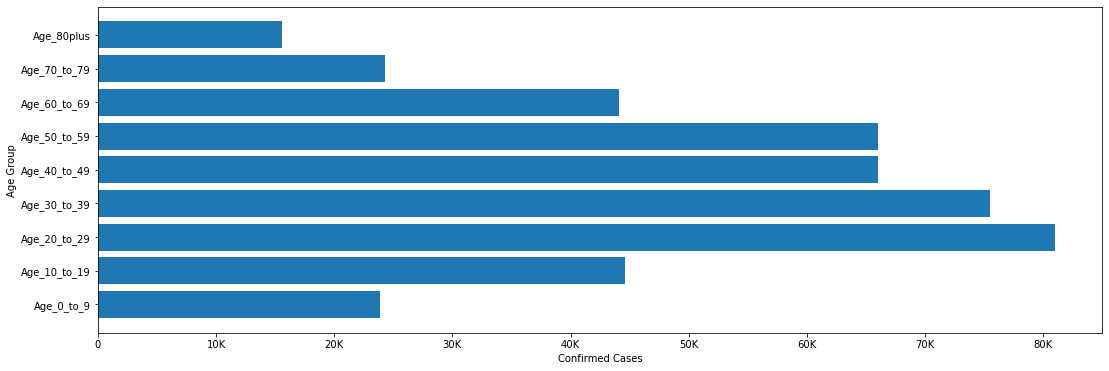 Age_80plus
Age_70_to_79
Age_60_to_69
Age_50_to_59
Age_40_to_49
Age_30_to_39
Age_20_to_29
Age_10_to_19
Age_0_to_9
Age Group
0 10K 20K 30K 40K 50K 60K 70K 80K
Confirmed Cases